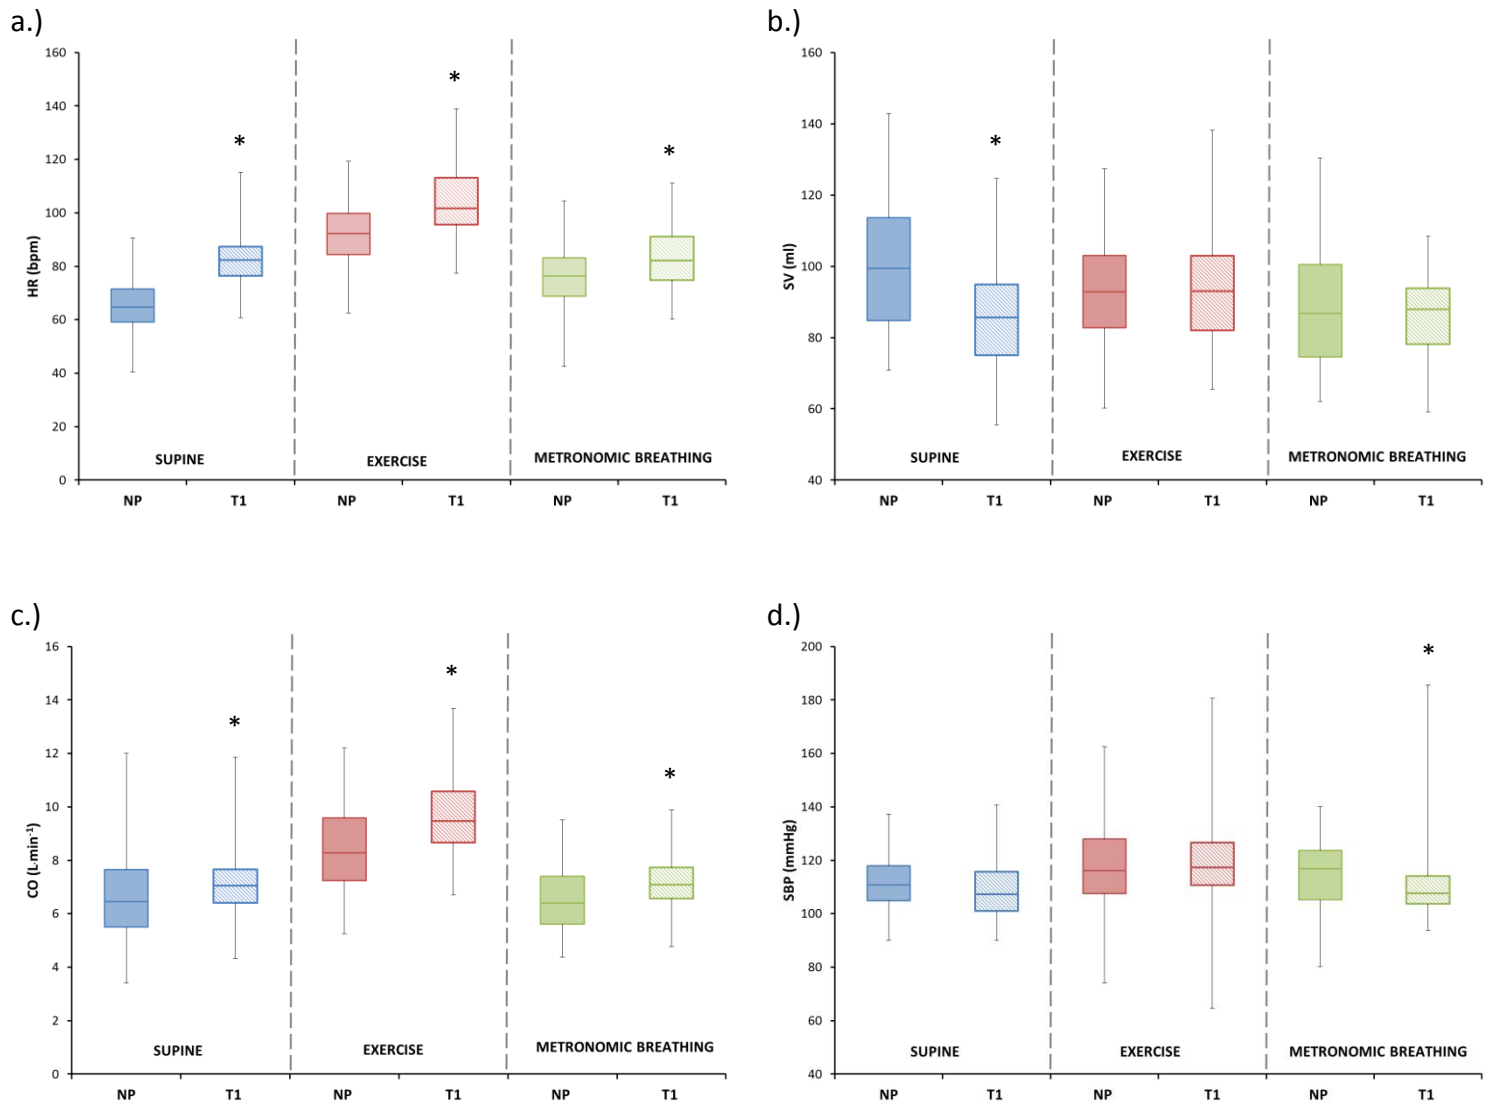 a.)
160
140
120
100
80
60
40
20
0
HR (bpm)
*
*
*
SUPINE
EXERCISE
METRONOMIC BREATHING
NP
T1
NP
T1
NP
T1
b.)
160
140
120
100
80
60
40
SV (ml)
*
SUPINE
EXERCISE
METRONOMIC BREATHING
NP
T1
NP
T1
NP
T1
c.)
16
14
12
10
8
6
4
2
0
CO (L·min⁻¹)
*
*
*
SUPINE
EXERCISE
METRONOMIC BREATHING
NP
T1
NP
T1
NP
T1
d.)
200
180
160
140
120
100
80
60
40
SBP (mmHg)
*
SUPINE
EXERCISE
METRONOMIC BREATHING
NP
T1
NP
T1
NP
T1